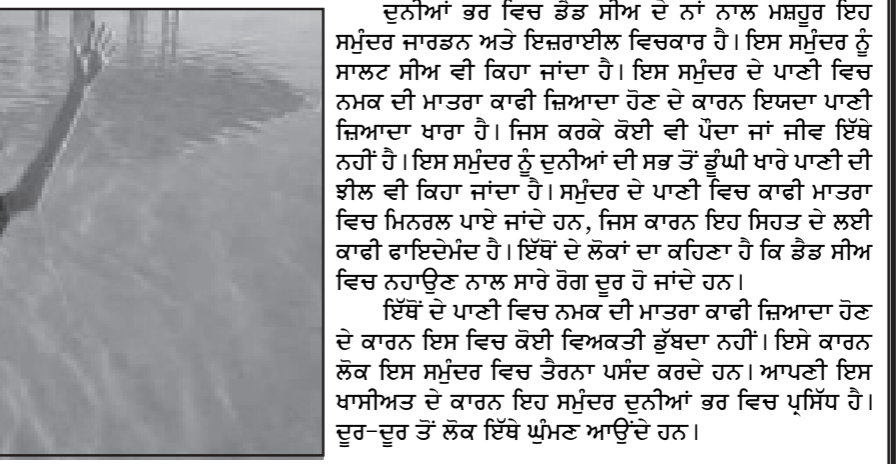 ਦੁਨੀਆਂ ਭਰ ਵਿਚ ਡੈਡ ਸੀਅ ਦੇ ਨਾਂ ਨਾਲ ਮਸ਼ਹੂਰ ਇਹ
ਸਮੁੰਦਰ ਜਾਰਡਨ ਅਤੇ ਇਜ਼ਰਾਈਲ ਵਿਚਕਾਰ ਹੈ। ਇਸ ਸਮੁੰਦਰ ਨੂੰ
ਸਾਲਟ ਸੀਅ ਵੀ ਕਿਹਾ ਜਾਂਦਾ ਹੈ। ਇਸ ਸਮੁੰਦਰ ਦੇ ਪਾਣੀ ਵਿਚ
ਨਮਕ ਦੀ ਮਾਤਰਾ ਕਾਫੀ ਜ਼ਿਆਦਾ ਹੋਣ ਦੇ ਕਾਰਨ ਇਯਦਾ ਪਾਣੀ
ਜ਼ਿਆਦਾ ਖਾਰਾ ਹੈ। ਜਿਸ ਕਰਕੇ ਕੋਈ ਵੀ ਪੌਦਾ ਜਾਂ ਜੀਵ ਇੱਥੇ
ਨਹੀਂ ਹੈ। ਇਸ ਸਮੁੰਦਰ ਨੂੰ ਦੁਨੀਆਂ ਦੀ ਸਭ ਤੋਂ ਡੂੰਘੀ ਖਾਰੇ ਪਾਣੀ ਦੀ
ਝੀਲ ਵੀ ਕਿਹਾ ਜਾਂਦਾ ਹੈ। ਸਮੁੰਦਰ ਦੇ ਪਾਣੀ ਵਿਚ ਕਾਫੀ ਮਾਤਰਾ
ਵਿਚ ਮਿਨਰਲ ਪਾਏ ਜਾਂਦੇ ਹਨ, ਜਿਸ ਕਾਰਨ ਇਹ ਸਿਹਤ ਦੇ ਲਈ
ਕਾਫੀ ਫਾਇਦੇਮੰਦ ਹੈ। ਇੱਥੋਂ ਦੇ ਲੋਕਾਂ ਦਾ ਕਹਿਣਾ ਹੈ ਕਿ ਡੈਡ ਸੀਅ
ਵਿਚ ਨਹਾਉਣ ਨਾਲ ਸਾਰੇ ਰੋਗ ਦੂਰ ਹੋ ਜਾਂਦੇ ਹਨ।
ਇੱਥੋਂ ਦੇ ਪਾਣੀ ਵਿਚ ਨਮਕ ਦੀ ਮਾਤਰਾ ਕਾਫੀ ਜ਼ਿਆਦਾ ਹੋਣ
ਦੇ ਕਾਰਨ ਇਸ ਵਿਚ ਕੋਈ ਵਿਅਕਤੀ ਡੁੱਬਦਾ ਨਹੀਂ। ਇਸੇ ਕਾਰਨ
ਲੋਕ ਇਸ ਸਮੁੰਦਰ ਵਿਚ ਤੈਰਨਾ ਪਸੰਦ ਕਰਦੇ ਹਨ। ਆਪਣੀ ਇਸ
ਖਾਸੀਅਤ ਦੇ ਕਾਰਨ ਇਹ ਸਮੁੰਦਰ ਦੁਨੀਆਂ ਭਰ ਵਿਚ ਪ੍ਰਸਿੱਧ ਹੈ।
ਦੂਰ-ਦੂਰ ਤੋਂ ਲੋਕ ਇੱਥੇ ਘੁੰਮਣ ਆਉਂਦੇ ਹਨ।